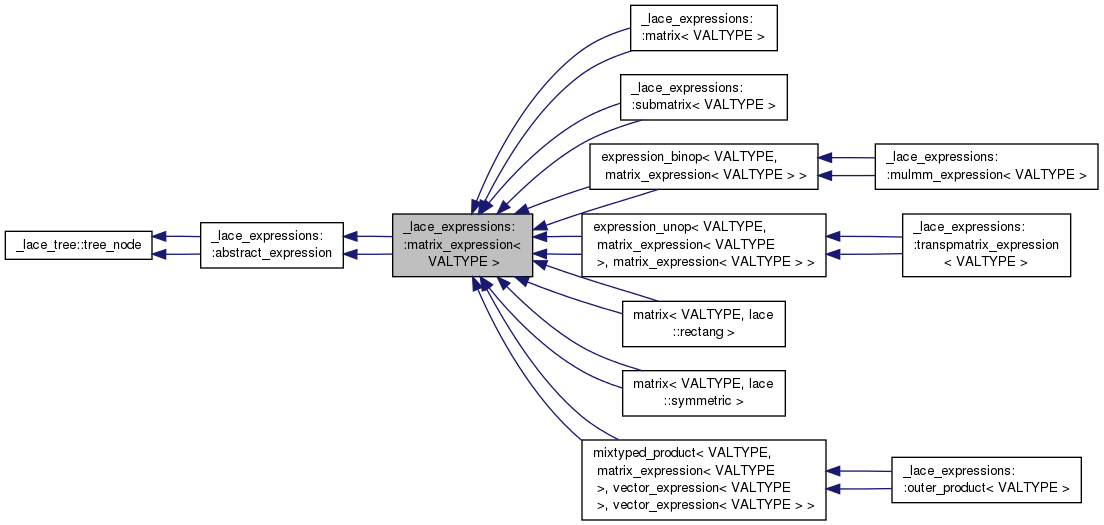 _lace_tree::tree_node
_lace_expressions:
:abstract_expression
_lace_expressions:
:matrix_expression<
VALTYPE >
_lace_expressions:
:matrix< VALTYPE >
_lace_expressions:
:submatrix< VALTYPE >
expression_binop< VALTYPE,
matrix_expression< VALTYPE > >
_lace_expressions:
:mulmm_expression< VALTYPE >
expression_unop< VALTYPE,
matrix_expression< VALTYPE
>, matrix_expression< VALTYPE > >
_lace_expressions:
:transpmatrix_expression
< VALTYPE >
matrix< VALTYPE, lace
::rectang >
matrix< VALTYPE, lace
::symmetric >
mixtyped_product< VALTYPE,
matrix_expression< VALTYPE
>, vector_expression< VALTYPE
>, vector_expression< VALTYPE > >
_lace_expressions:
:outer_product< VALTYPE >